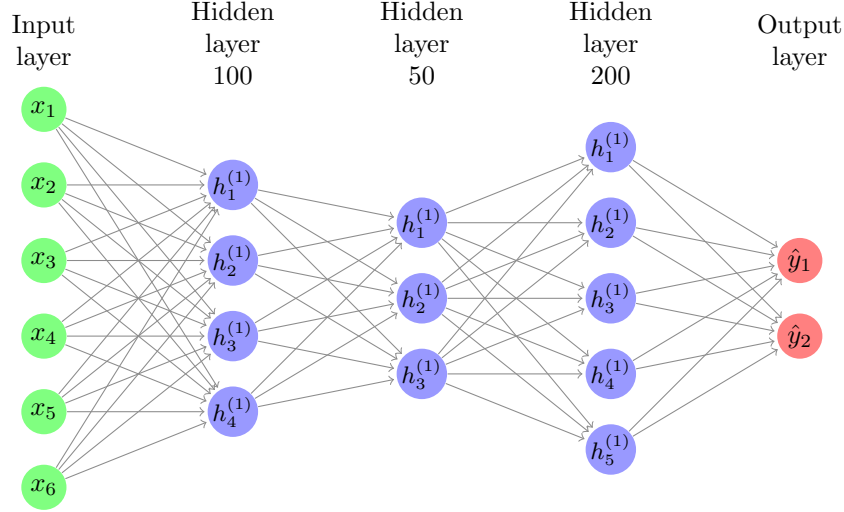 Input
layer
Hidden
layer
100
Hidden
layer
50
Hidden
layer
200
Output
layer
x₁
x₂
x₃
x₄
x₅
x₆
h₁⁽¹⁾
h₂⁽¹⁾
h₃⁽¹⁾
h₄⁽¹⁾
h₁⁽¹⁾
h₂⁽¹⁾
h₃⁽¹⁾
h₁⁽¹⁾
h₂⁽¹⁾
h₃⁽¹⁾
h₄⁽¹⁾
h₅⁽¹⁾
ŷ₁
ŷ₂